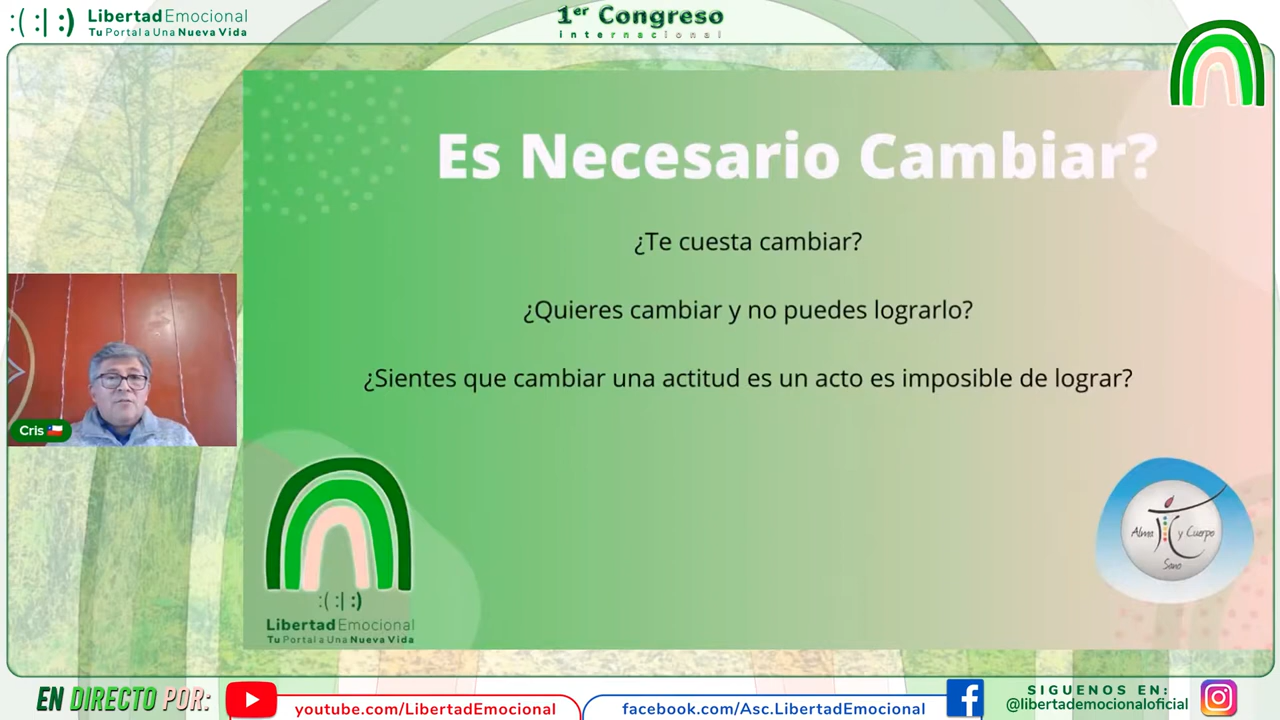 :( :| :) LibertadEmocional
Tu Portal a Una Nueva Vida
1er Congreso
internacional
Es Necesario Cambiar?
¿Te cuesta cambiar?
¿Quieres cambiar y no puedes lograrlo?
¿Sientes que cambiar una actitud es un acto es imposible de lograr?
Cris
Alma y Cuerpo
Sano
:( :| :)
LibertadEmocional
Tu Portal a Una Nueva Vida
EN DIRECTO POR:
youtube.com/LibertadEmocional
facebook.com/Asc.LibertadEmocional
SIGUENOS EN:
@libertademocionaloficial